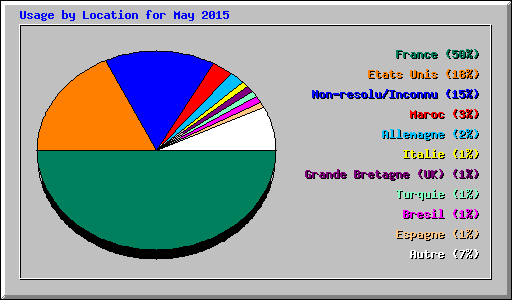 Usage by Location for May 2015
France (50%)
Etats Unis (18%)
Non-resolu/Inconnu (15%)
Maroc (3%)
Allemagne (2%)
Italie (1%)
Grande Bretagne (UK) (1%)
Turquie (1%)
Bresil (1%)
Espagne (1%)
Autre (7%)